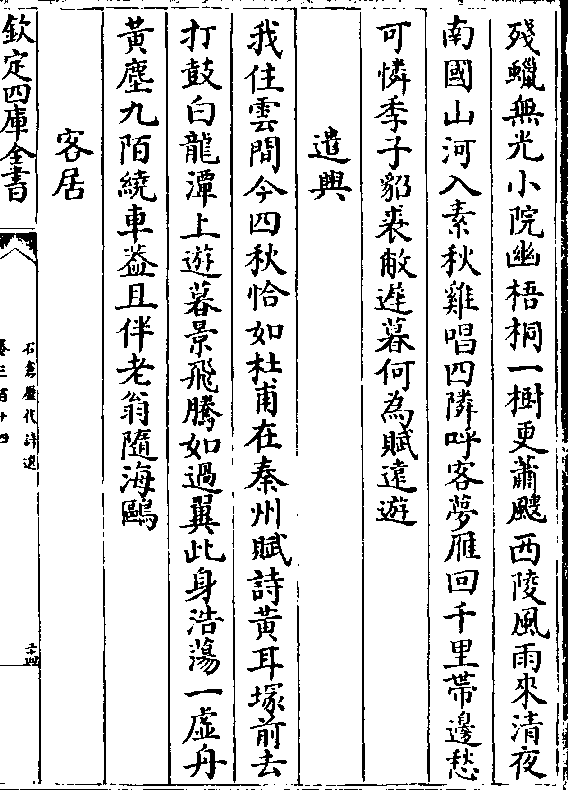 殘蠟無光小院幽梧桐一樹更蕭颼西陵風雨來清夜
南國山河入素秋雞唱四隣呼客夢雁回千里帶邊愁
可憐季子貂裘敝遲暮何為賦遠遊
遣興
我住雲間今四秋恰如杜甫在秦州賦詩黃耳塚前去
打鼓白龍潭上遊暮景飛騰如過翼此身浩蕩一虛舟
黃塵九陌繞車葢且伴老翁隨海鷗
客居
欽定四庫全書
石倉歷代詩選
卷三百十四
二十四